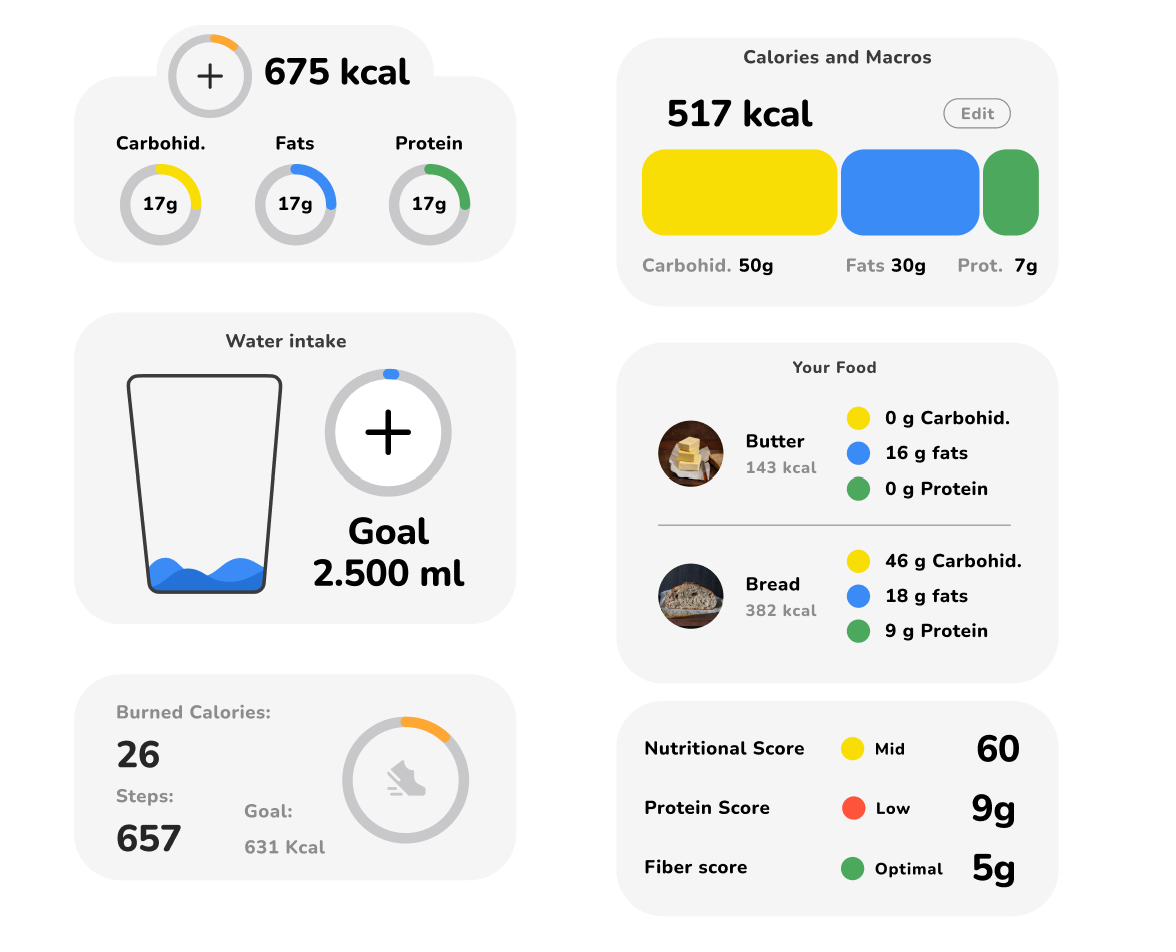 675 kcal
Carbohid. Fats Protein
17g 17g 17g
Water intake
Goal
2.500 ml
Burned Calories:
26
Steps:
657
Goal:
631 Kcal
Calories and Macros
517 kcal Edit
Carbohid. 50g Fats 30g Prot. 7g
Your Food
Butter
143 kcal
0 g Carbohid.
16 g fats
0 g Protein
Bread
382 kcal
46 g Carbohid.
18 g fats
9 g Protein
Nutritional Score Mid 60
Protein Score Low 9g
Fiber score Optimal 5g